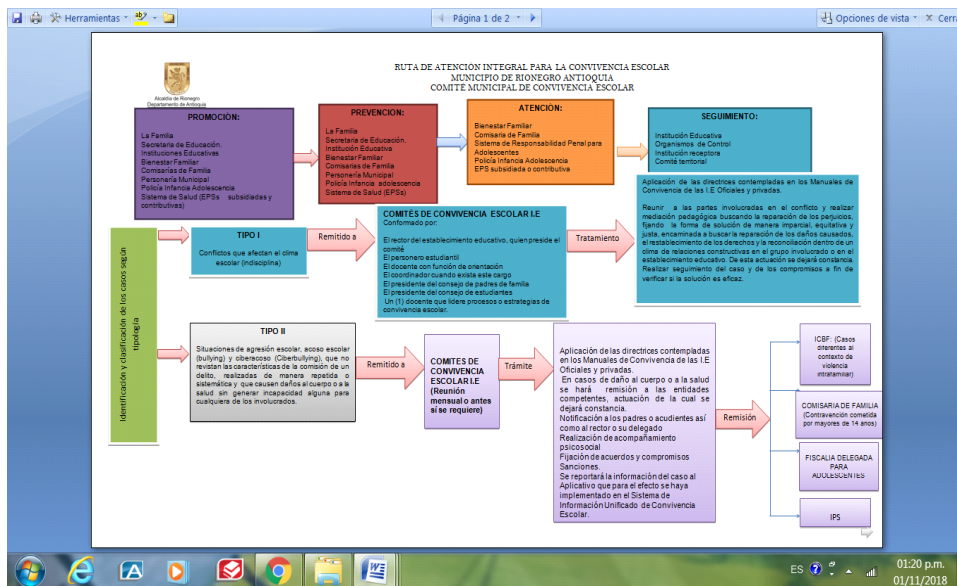 Herramientas
Página 1 de 2
Opciones de vista
Cerra
RUTA DE ATENCIÓN INTEGRAL PARA LA CONVIVENCIA ESCOLAR
MUNICIPIO DE RIONEGRO ANTIOQUIA
COMITÉ MUNICIPAL DE CONVIVENCIA ESCOLAR
Alcaldía de Rionegro
Departamento de Antioquia
PROMOCIÓN:
La Familia
Secretaria de Educación.
Instituciones Educativas
Bienestar Familiar
Comisarías de Familia
Personería Municipal
Policía Infancia Adolescencia
Sistema de Salud (EPSs subsidiadas y
contributivas)
PREVENCIÓN:
La Familia
Secretaria de Educación.
Institución Educativa
Bienestar Familiar
Comisarias de Familia
Personería Municipal
Policía Infancia adolescencia
Sistema de Salud (EPSs)
ATENCIÓN:
Bienestar Familiar
Comisaria de Familia
Sistema de Responsabilidad Penal para
Adolescentes
Policía Infancia Adolescencia
EPS subsidiada o contributiva
SEGUIMIENTO:
Institución Educativa
Organismos de Control
Institución receptora
Comité territorial
Identificación y clasificación de los casos según
tipología
TIPO I
Conflictos que afectan el clima
escolar (indisciplina)
Remitido a
COMITÉS DE CONVIVENCIA ESCOLAR I.E
Conformado por:
El rector del establecimiento educativo, quien preside el
comité
El personero estudiantil
El docente con función de orientación
El coordinador cuando exista este cargo
El presidente del consejo de padres de familia
El presidente del consejo de estudiantes
Un (1) docente que lidere procesos o estrategias de
convivencia escolar.
Tratamiento
Aplicación de las directrices contempladas en los Manuales de
Convivencia de las I.E Oficiales y privadas.
Reunir a las partes involucradas en el conflicto y realizar
mediación pedagógica buscando la reparación de los perjuicios,
fijando la forma de solución de manera imparcial, equitativa y
justa, encaminada a buscar la reparación de los daños causados,
el restablecimiento de los derechos y la reconciliación dentro de un
clima de relaciones constructivas en el grupo involucrado o en el
establecimiento educativo. De esta actuación se dejará constancia.
Realizar seguimiento del caso y de los compromisos a fin de
verificar si la solución es eficaz.
TIPO II
Situaciones de agresión escolar, acoso escolar
(bullying) y ciberacoso (Ciberbullying), que no
revistan las características de la comisión de un
delito, realizadas de manera repetida o
sistemática y que causen daños al cuerpo o a la
salud sin generar incapacidad alguna para
cualquiera de los involucrados.
Remitido a
COMITES DE
CONVIVENCIA
ESCOLAR I.E
(Reunión
mensual o antes
si se requiere)
Trámite
Aplicación de las directrices contempladas
en los Manuales de Convivencia de las I.E
Oficiales y privadas.
En casos de daño al cuerpo o a la salud
se hará remisión a las entidades
competentes, actuación de la cual se
dejará constancia.
Notificación a los padres o acudientes así
como al rector o su delegado
Realización de acompañamiento
psicosocial
Fijación de acuerdos y compromisos
Sanciones.
Se reportará la información del caso al
Aplicativo que para el efecto se haya
implementado en el Sistema de
Información Unificado de Convivencia
Escolar.
Remisión
ICBF: (Casos
diferentes al
contexto de
violencia
intratamiliar)
COMISARIA DE FAMILIA
(Contravención cometida
por mayores de 14 anos)
FISCALIA DELEGADA
PARA
ADOLESCENTES
IPS
ES
01:20 p.m.
01/11/2018